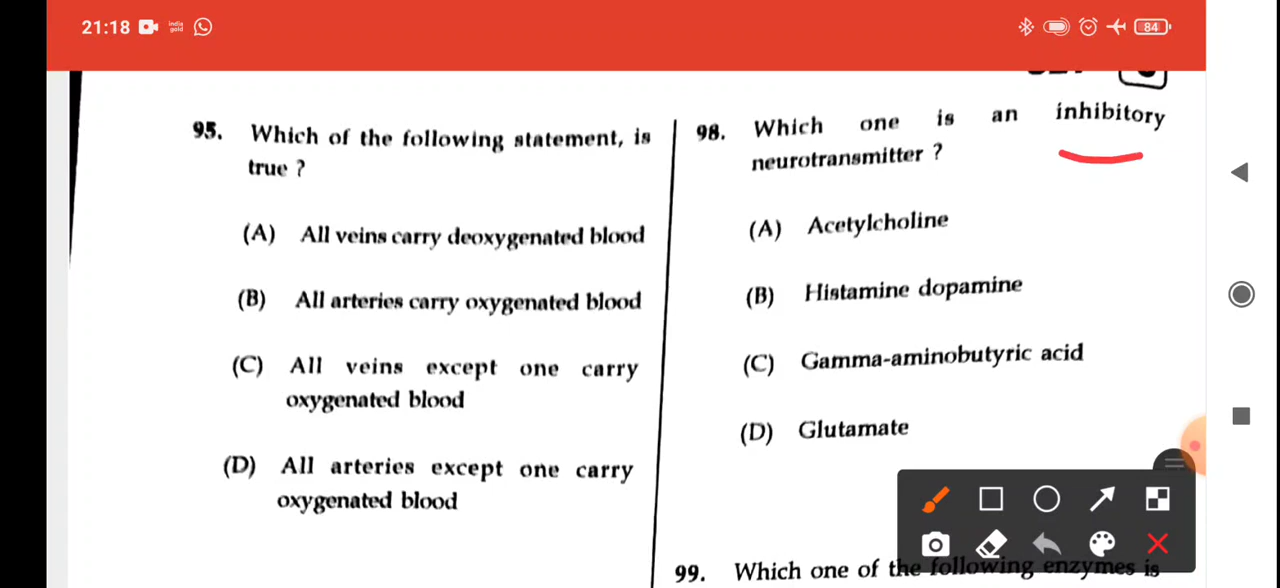 21:18 india gold 84
95. Which of the following statement, is
true ?
(A) All veins carry deoxygenated blood
(B) All arteries carry oxygenated blood
(C) All veins except one carry
oxygenated blood
(D) All arteries except one carry
oxygenated blood
98. Which one is an inhibitory
neurotransmitter ?
(A) Acetylcholine
(B) Histamine dopamine
(C) Gamma-aminobutyric acid
(D) Glutamate
99. Which one of the following enzymes is